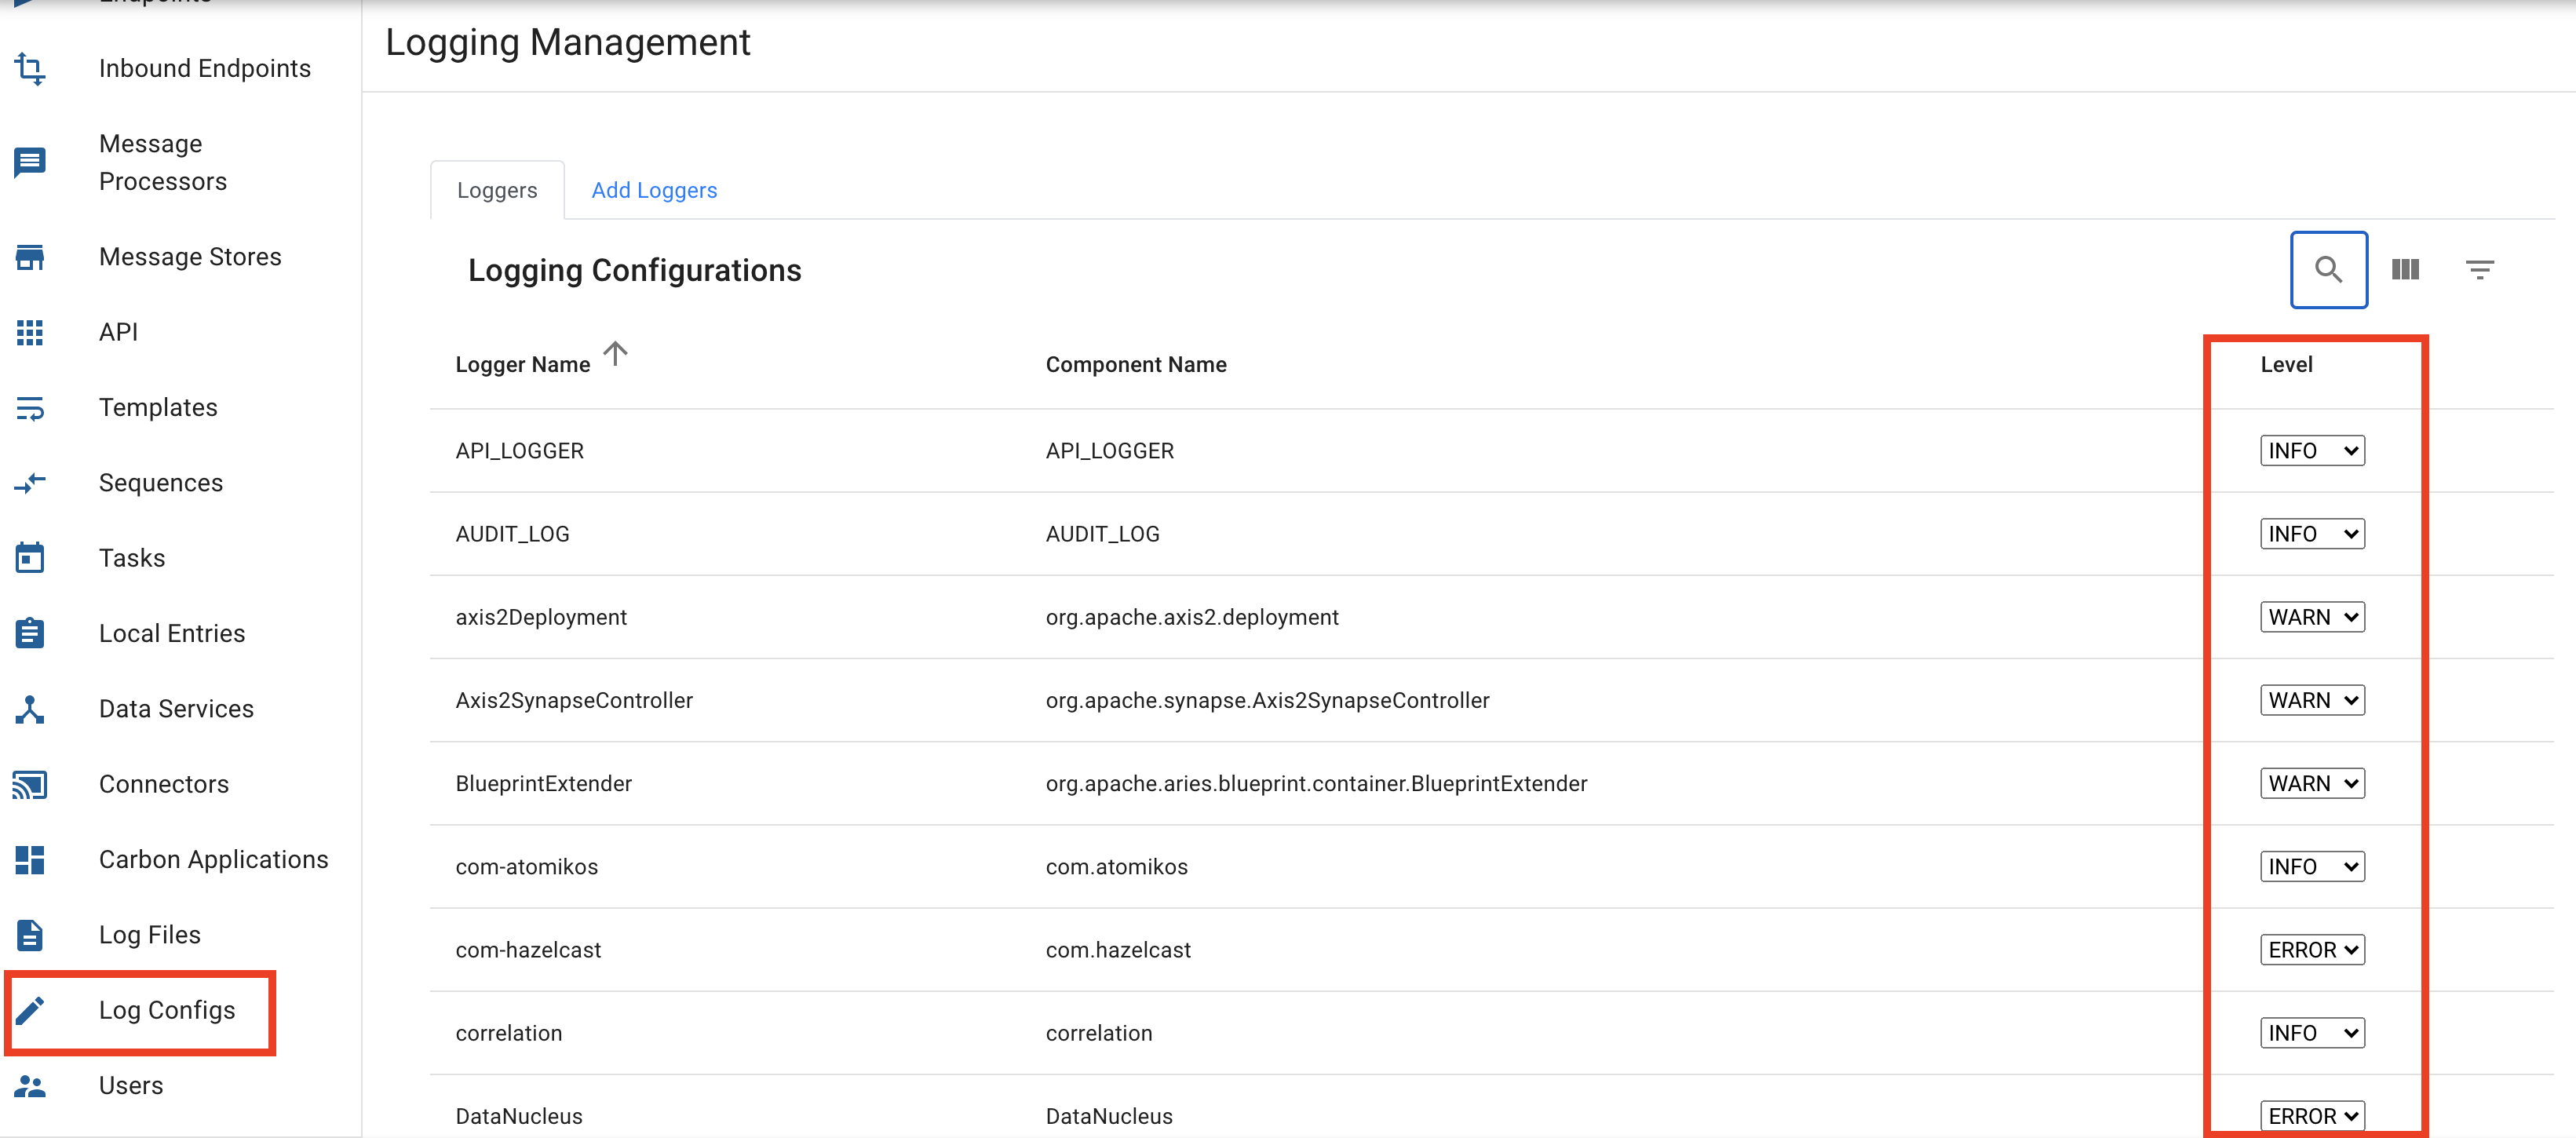 Endpoints
Inbound Endpoints
Message
Processors
Message Stores
API
Templates
Sequences
Tasks
Local Entries
Data Services
Connectors
Carbon Applications
Log Files
Log Configs
Users
Logging Management
Loggers Add Loggers
Logging Configurations
Logger Name Component Name Level
API_LOGGER API_LOGGER INFO
AUDIT_LOG AUDIT_LOG INFO
axis2Deployment org.apache.axis2.deployment WARN
Axis2SynapseController org.apache.synapse.Axis2SynapseController WARN
BlueprintExtender org.apache.aries.blueprint.container.BlueprintExtender WARN
com-atomikos com.atomikos INFO
com-hazelcast com.hazelcast ERROR
correlation correlation INFO
DataNucleus DataNucleus ERROR